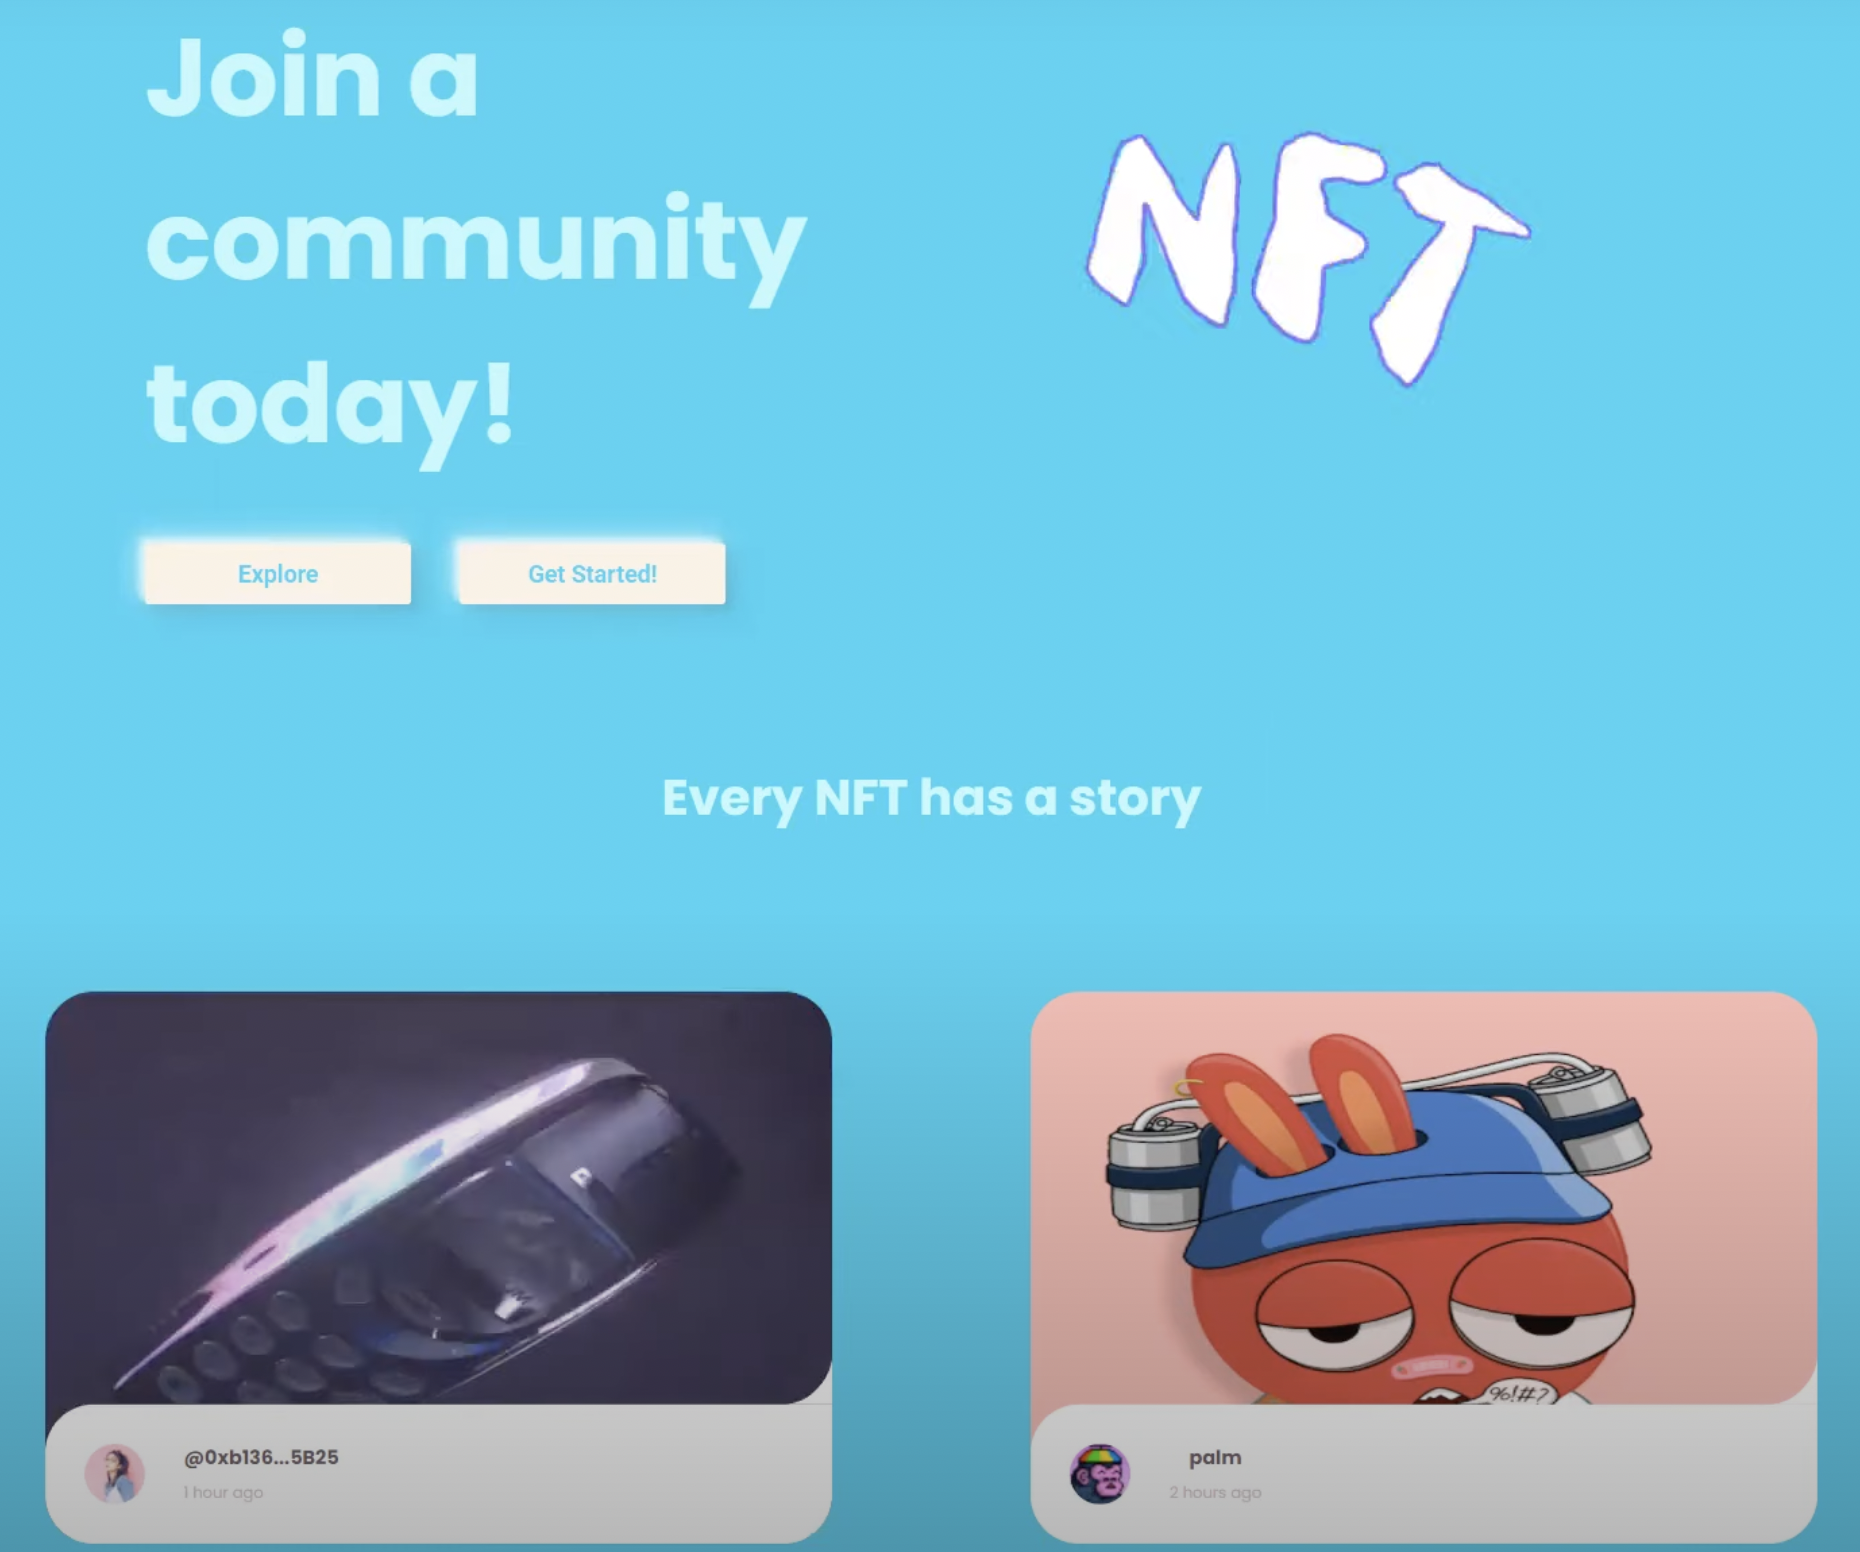 Join a
community
today!
NFT
Explore
Get Started!
Every NFT has a story
%!#?
@0xb136...5B25
1 hour ago
palm
2 hours ago